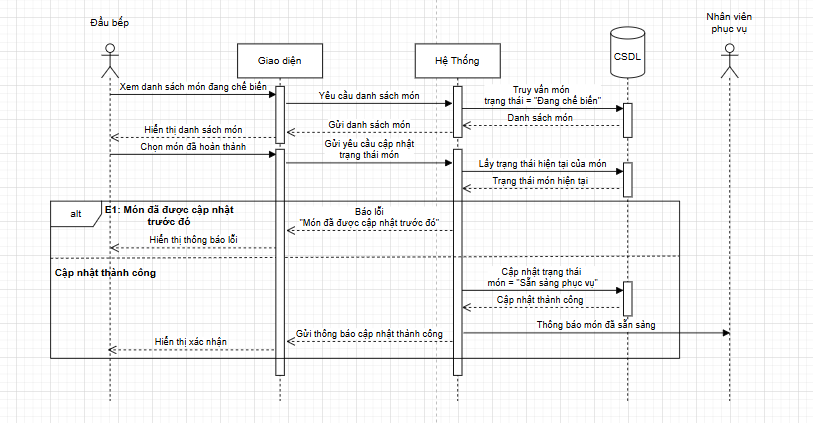 Đầu bếp
Nhân viên
phục vụ
Giao diện
Hệ Thống
CSDL
Xem danh sách món đang chế biến
Yêu cầu danh sách món
Truy vấn món
trạng thái = "Đang chế biến"
Danh sách món
Gửi danh sách món
Hiển thị danh sách món
Chọn món đã hoàn thành
Gửi yêu cầu cập nhật
trạng thái món
Lấy trạng thái hiện tại của món
Trạng thái món hiện tại
alt
E1: Món đã được cập nhật
trước đó
Báo lỗi
"Món đã được cập nhật trước đó"
Hiển thị thông báo lỗi
Cập nhật thành công
Cập nhật trạng thái
món = "Sẵn sàng phục vụ"
Cập nhật thành công
Thông báo món đã sẵn sàng
Gửi thông báo cập nhật thành công
Hiển thị xác nhận